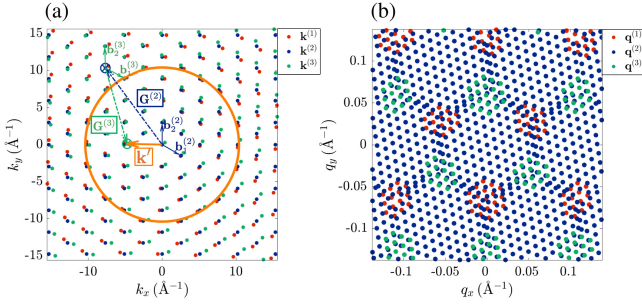 (a)
k^(1)
k^(2)
k^(3)
b_2^(3)
b_1^(3)
G^(2)
b_2^(2)
G^(3)
b_1^(2)
k′
15
10
5
0
-5
-10
-15
k_y (Å⁻¹)
-10 0 10
k_x (Å⁻¹)
(b)
q^(1)
q^(2)
q^(3)
0.1
0.05
0
-0.05
-0.1
q_y (Å⁻¹)
-0.1 -0.05 0 0.05 0.1
q_x (Å⁻¹)